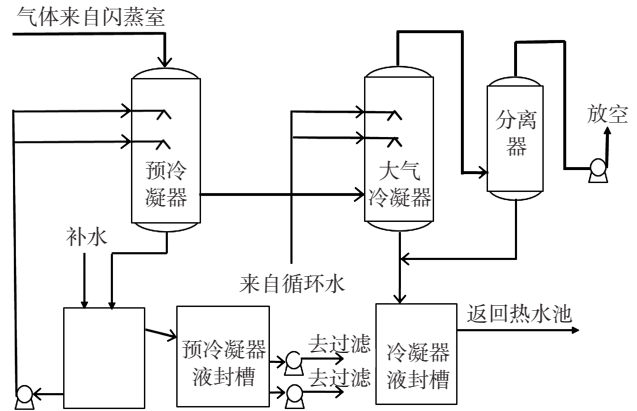 气体来自闪蒸室
放空
分离
器
预冷
凝器
大气
冷凝器
补水
来自循环水
返回热水池
预冷凝器
液封槽
去过滤
去过滤
冷凝器
液封槽